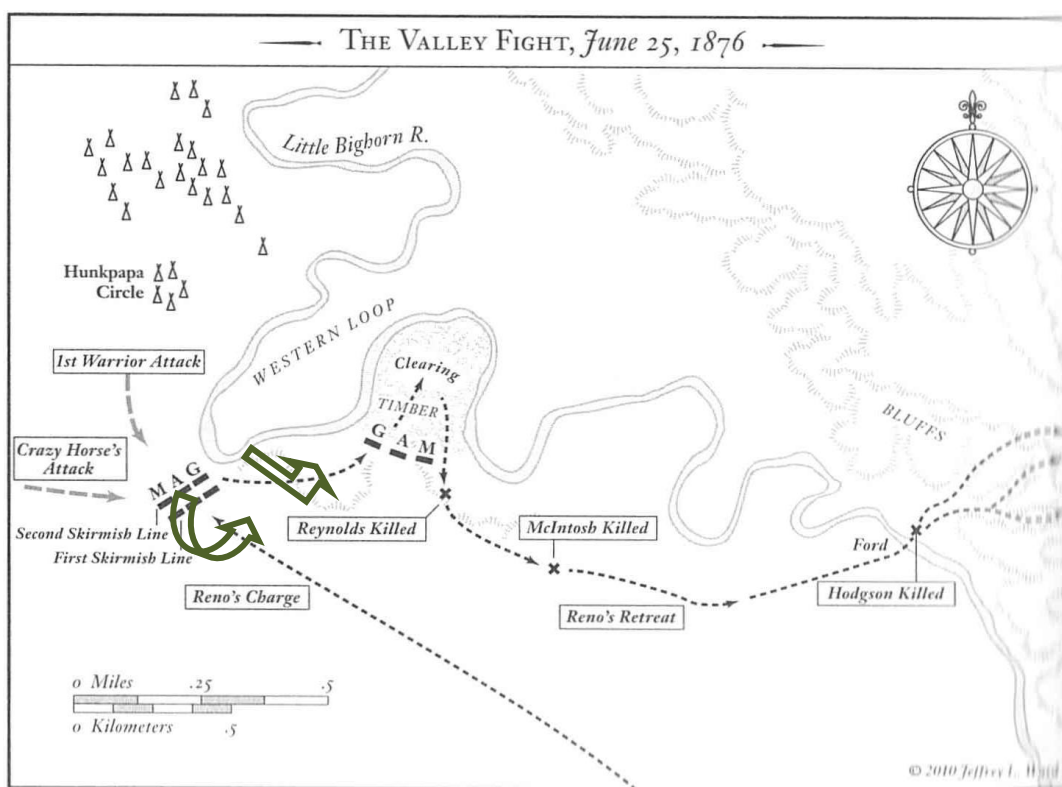 THE VALLEY FIGHT, June 25, 1876
Little Bighorn R.
Hunkpapa
Circle
WESTERN LOOP
1st Warrior Attack
Clearing
TIMBER
G A M
BLUFFS
Crazy Horse's
Attack
M A G
Second Skirmish Line
First Skirmish Line
Reynolds Killed
McIntosh Killed
Ford
Reno's Charge
Reno's Retreat
Hodgson Killed
0 Miles .25 .5
0 Kilometers .5
© 2010 Jeffrey L.